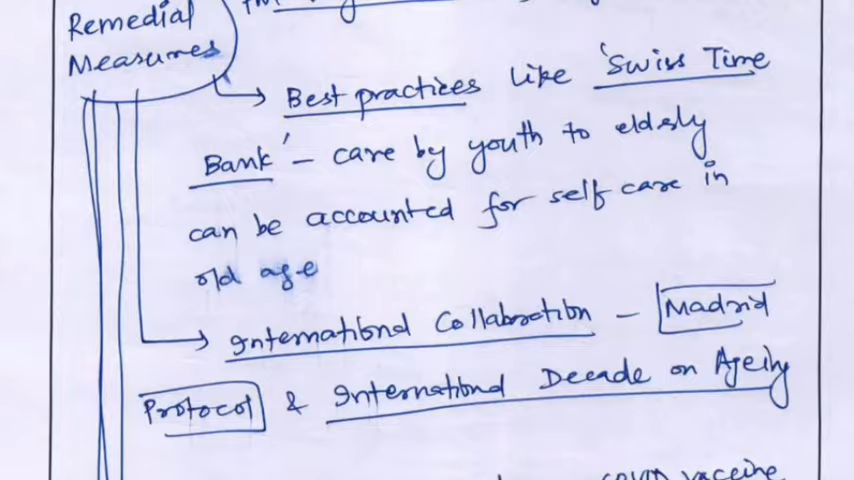 Remedial
Measures
Best practices like 'Swiss Time
Bank' - care by youth to elderly
can be accounted for self care in
old age
International Collaboration - Madrid
Protocol & International Decade on Ageing
vaccine